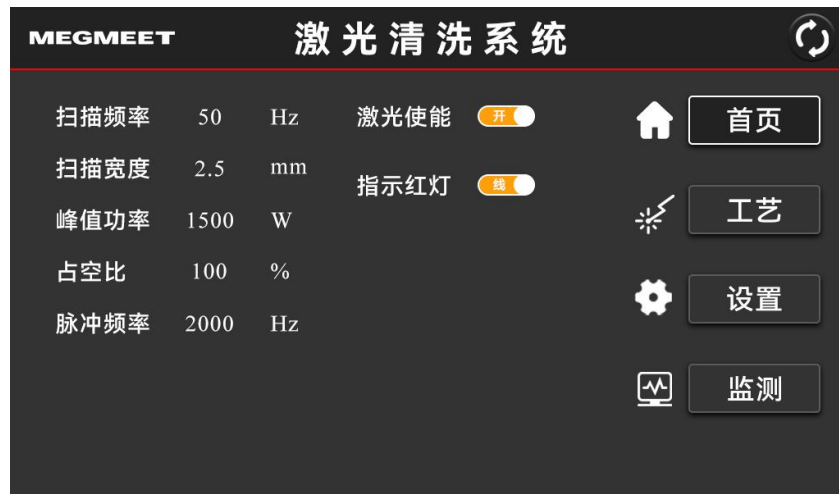 MEGMEET 激光清洗系统
扫描频率 50 Hz 激光使能 开 首页
扫描宽度 2.5 mm
指示红灯 线
峰值功率 1500 W 工艺
占空比 100 % 设置
脉冲频率 2000 Hz
监测